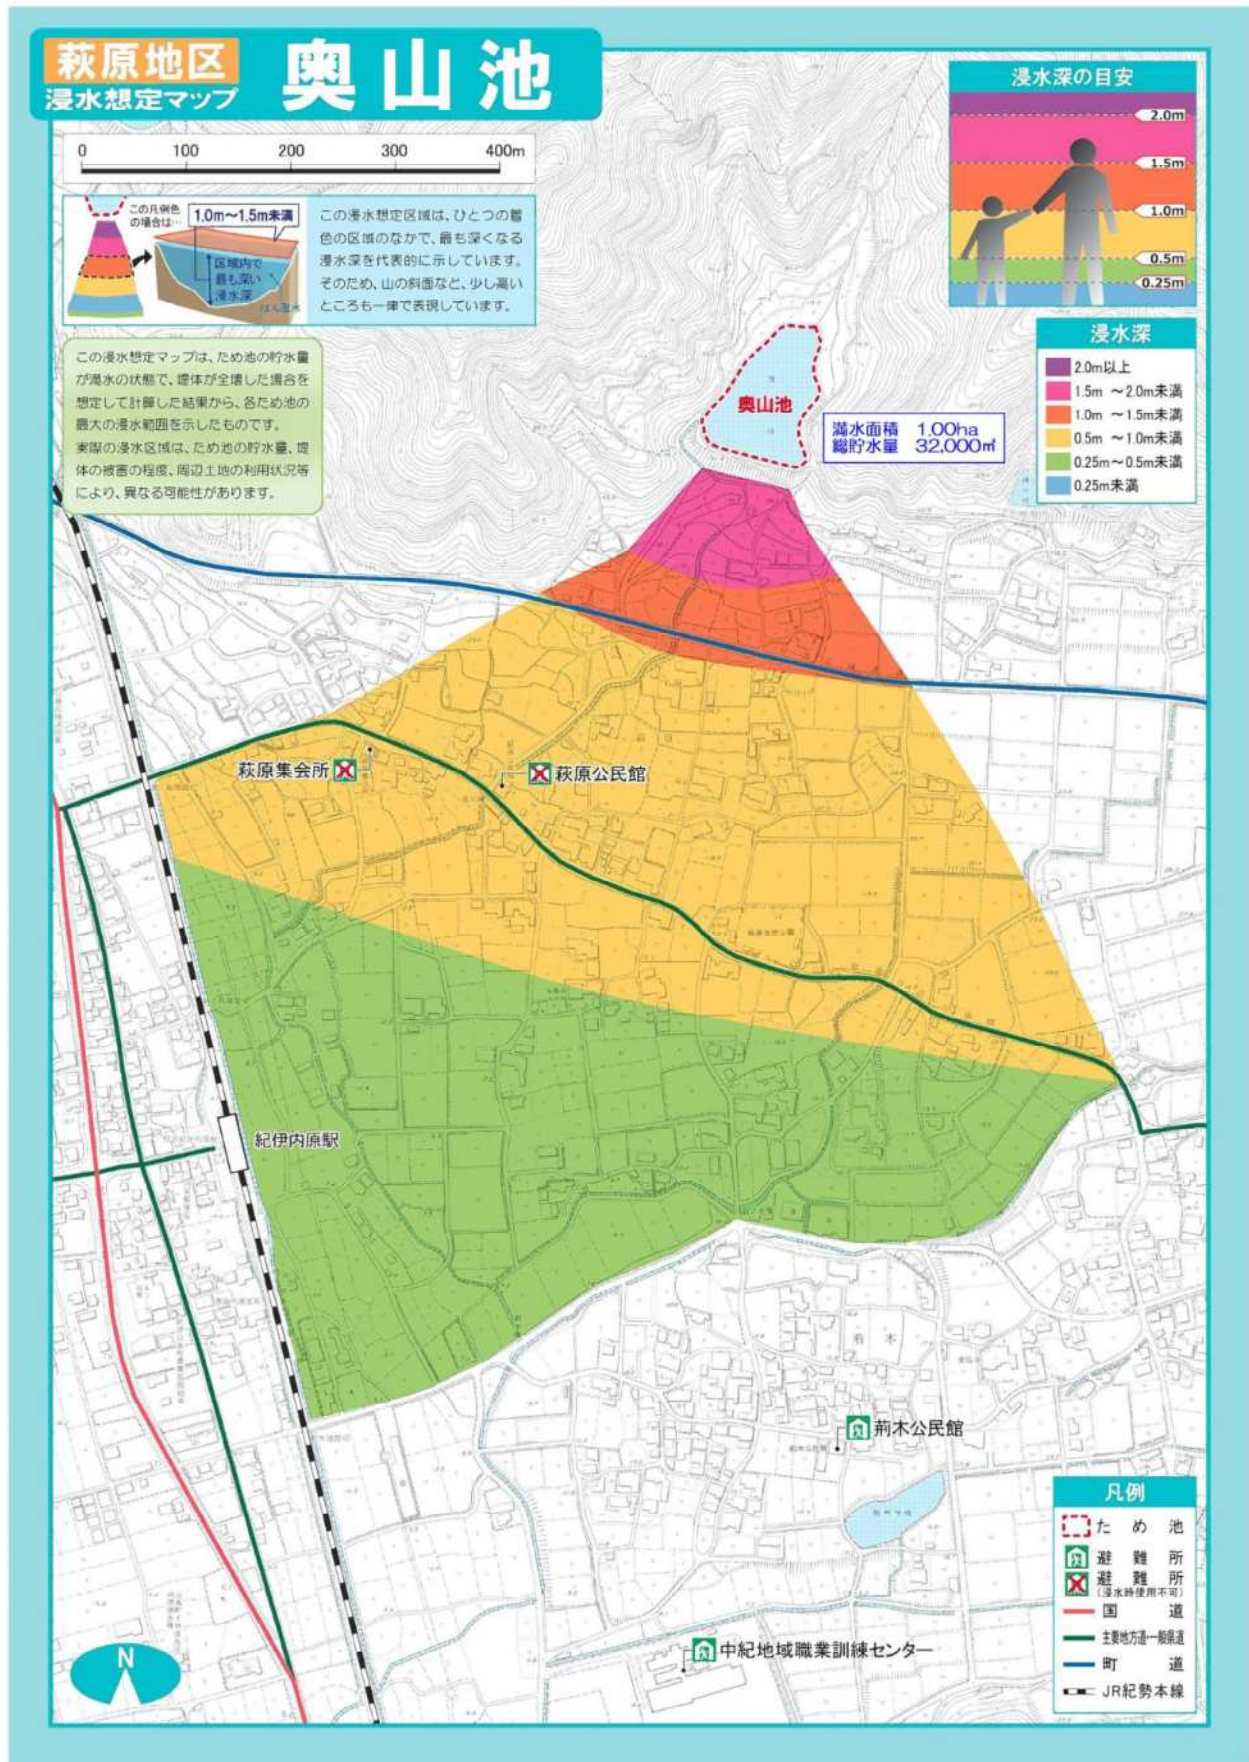 萩原地区
浸水想定マップ
奥山池
0 100 200 300 400m
この凡例色
の場合は…
1.0m～1.5m未満
区域内で
最も深い
浸水深
はん濫水
この浸水想定区域は、ひとつの着
色の区域のなかで、最も深くなる
浸水深を代表的に示しています。
そのため、山の斜面など、少し高い
ところも一律で表現しています。
この浸水想定マップは、ため池の貯水量
が満水の状態で、堤体が全壊した場合を
想定して計算した結果から、各ため池の
最大の浸水範囲を示したものです。
実際の浸水区域は、ため池の貯水量、堤
体の被害の程度、周辺土地の利用状況等
により、異なる可能性があります。
浸水深の目安
2.0m
1.5m
1.0m
0.5m
0.25m
浸水深
2.0m以上
1.5m ～2.0m未満
1.0m ～1.5m未満
0.5m ～1.0m未満
0.25m～0.5m未満
0.25m未満
奥山池
満水面積 1.00ha
総貯水量 32,000㎥
萩原集会所
萩原公民館
紀伊内原駅
荊木公民館
中紀地域職業訓練センター
凡例
ため池
避難所
避難所
(浸水時使用不可)
国道
主要地方道・一般県道
町道
JR紀勢本線
N